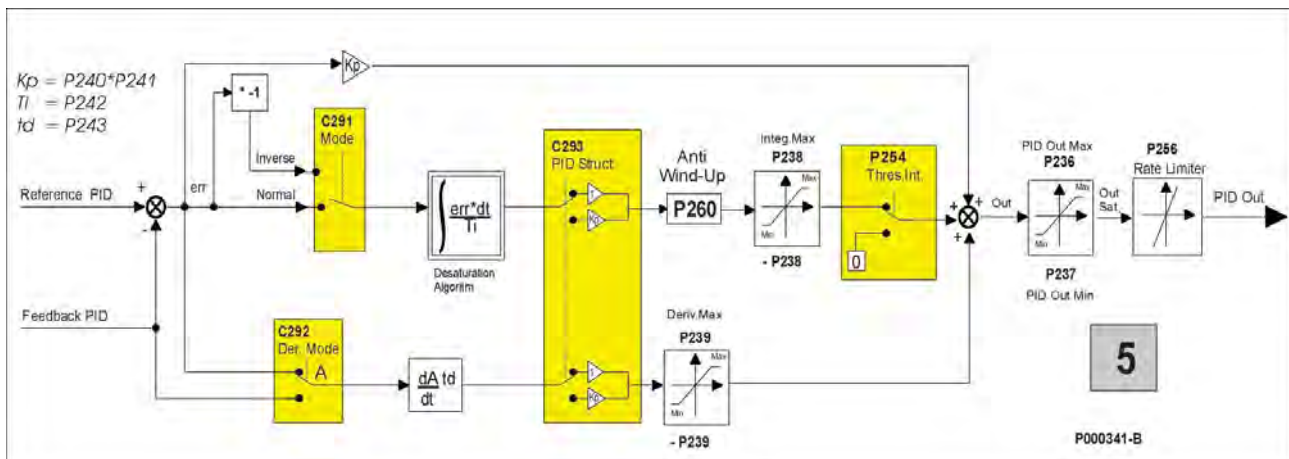 Kp = P240*P241
Ti = P242
td = P243
Kp
* -1
C291
Mode
Inverse
Normal
Reference PID
+
-
err
Feedback PID
err*dt
Ti
Desaturation
Algoritm
C292
Der. Mode
A
dA
dt
td
C293
PID Struct.
1
Kp
1
Kp
Anti
Wind-Up
P260
Integ.Max
P238
Max
Min
- P238
P254
Thres.Int.
0
Deriv.Max
P239
Max
Min
- P239
+
+
+
Out
PID Out Max
P236
Max
Min
P237
PID Out Min
Out
Sat
P256
Rate Limiter
PID Out
5
P000341-B